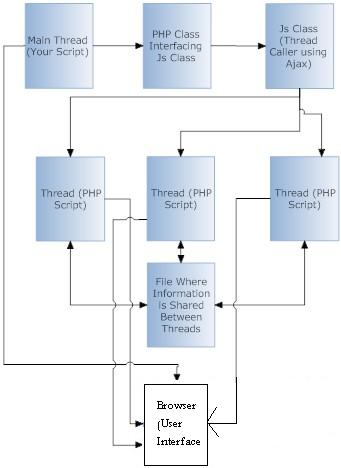 Main Thread
(Your Script)
PHP Class
Interfacing
Js Class
Js Class
(Thread
Caller using
Ajax)
Thread (PHP
Script)
Thread (PHP
Script)
Thread (PHP
Script)
File Where
Information
is Shared
Between
Threads
Browser
(User
Interface